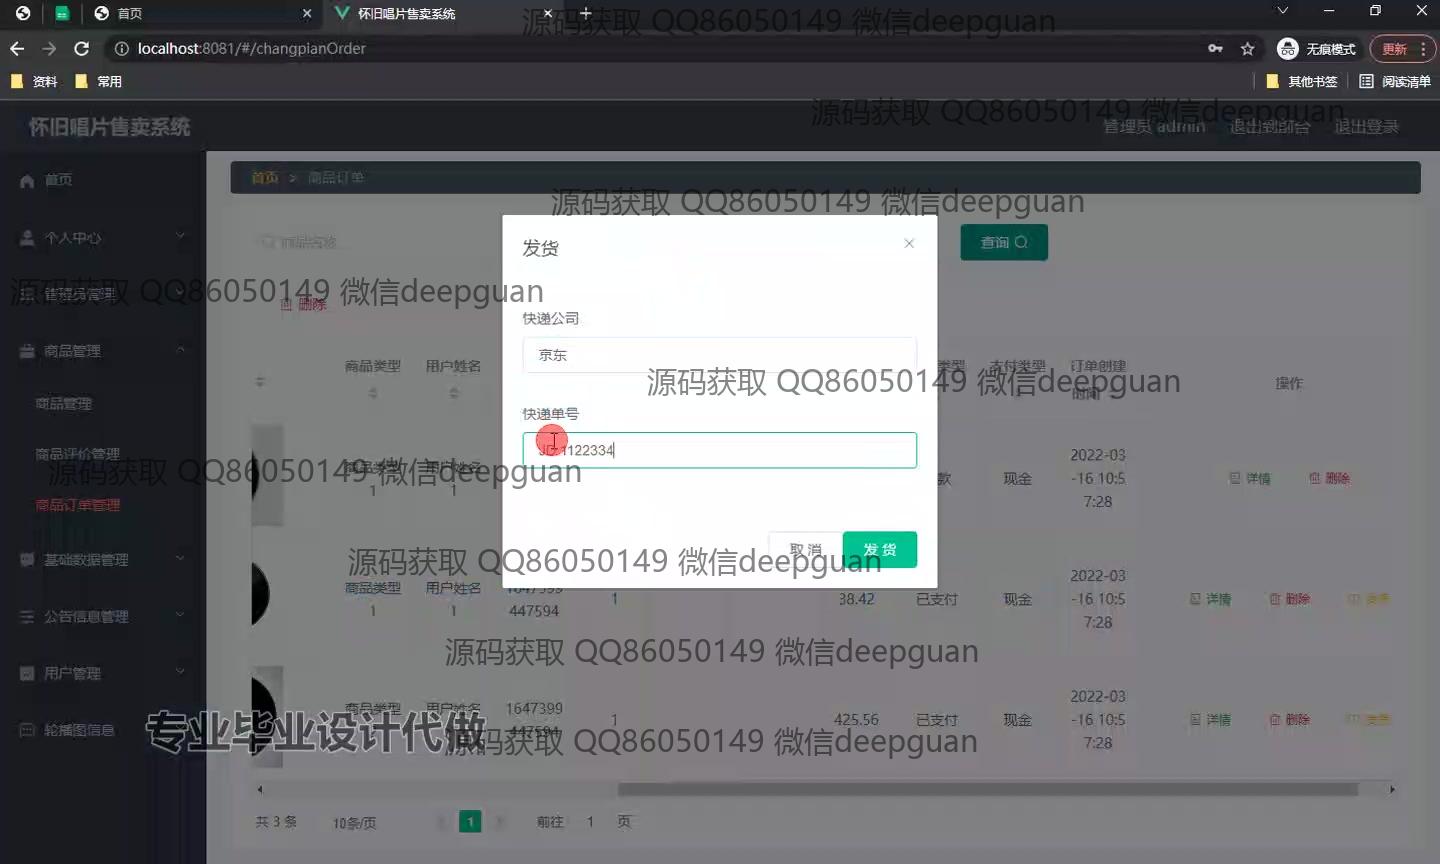 首页
怀旧唱片售卖系统
localhost:8081/#/changpianOrder
无痕模式
更新
资料
常用
其他书签
阅读清单
源码获取 QQ86050149 微信deepguan
源码获取 QQ86050149 微信deepguan
怀旧唱片售卖系统
管理员 admin
退出到前台
退出登录
首页
首页 > 商品订单
源码获取 QQ86050149 微信deepguan
个人中心
发货
查询
管理员管理
源码获取 QQ86050149 微信deepguan
删除
快递公司
京东
商品管理
商品类型
用户姓名
类型
支付类型
订单创建时间
操作
源码获取 QQ86050149 微信deepguan
商品管理
快递单号
1122334
商品评价管理
源码获取 QQ86050149 微信deepguan
商品类型1
用户姓名1
款
现金
2022-03-16 10:57:28
详情
删除
商品订单管理
取消
发货
基础数据管理
源码获取 QQ86050149 微信deepguan
商品类型1
用户姓名1
1647399447594
1
38.42
已支付
现金
2022-03-16 10:57:28
详情
删除
公告信息管理
源码获取 QQ86050149 微信deepguan
用户管理
商品类型
用户姓名
1647399447594
1
425.56
已支付
现金
2022-03-16 10:57:28
详情
删除
轮播图信息
专业毕业设计代做
源码获取 QQ86050149 微信deepguan
共 3 条
10条/页
1
前往 1 页